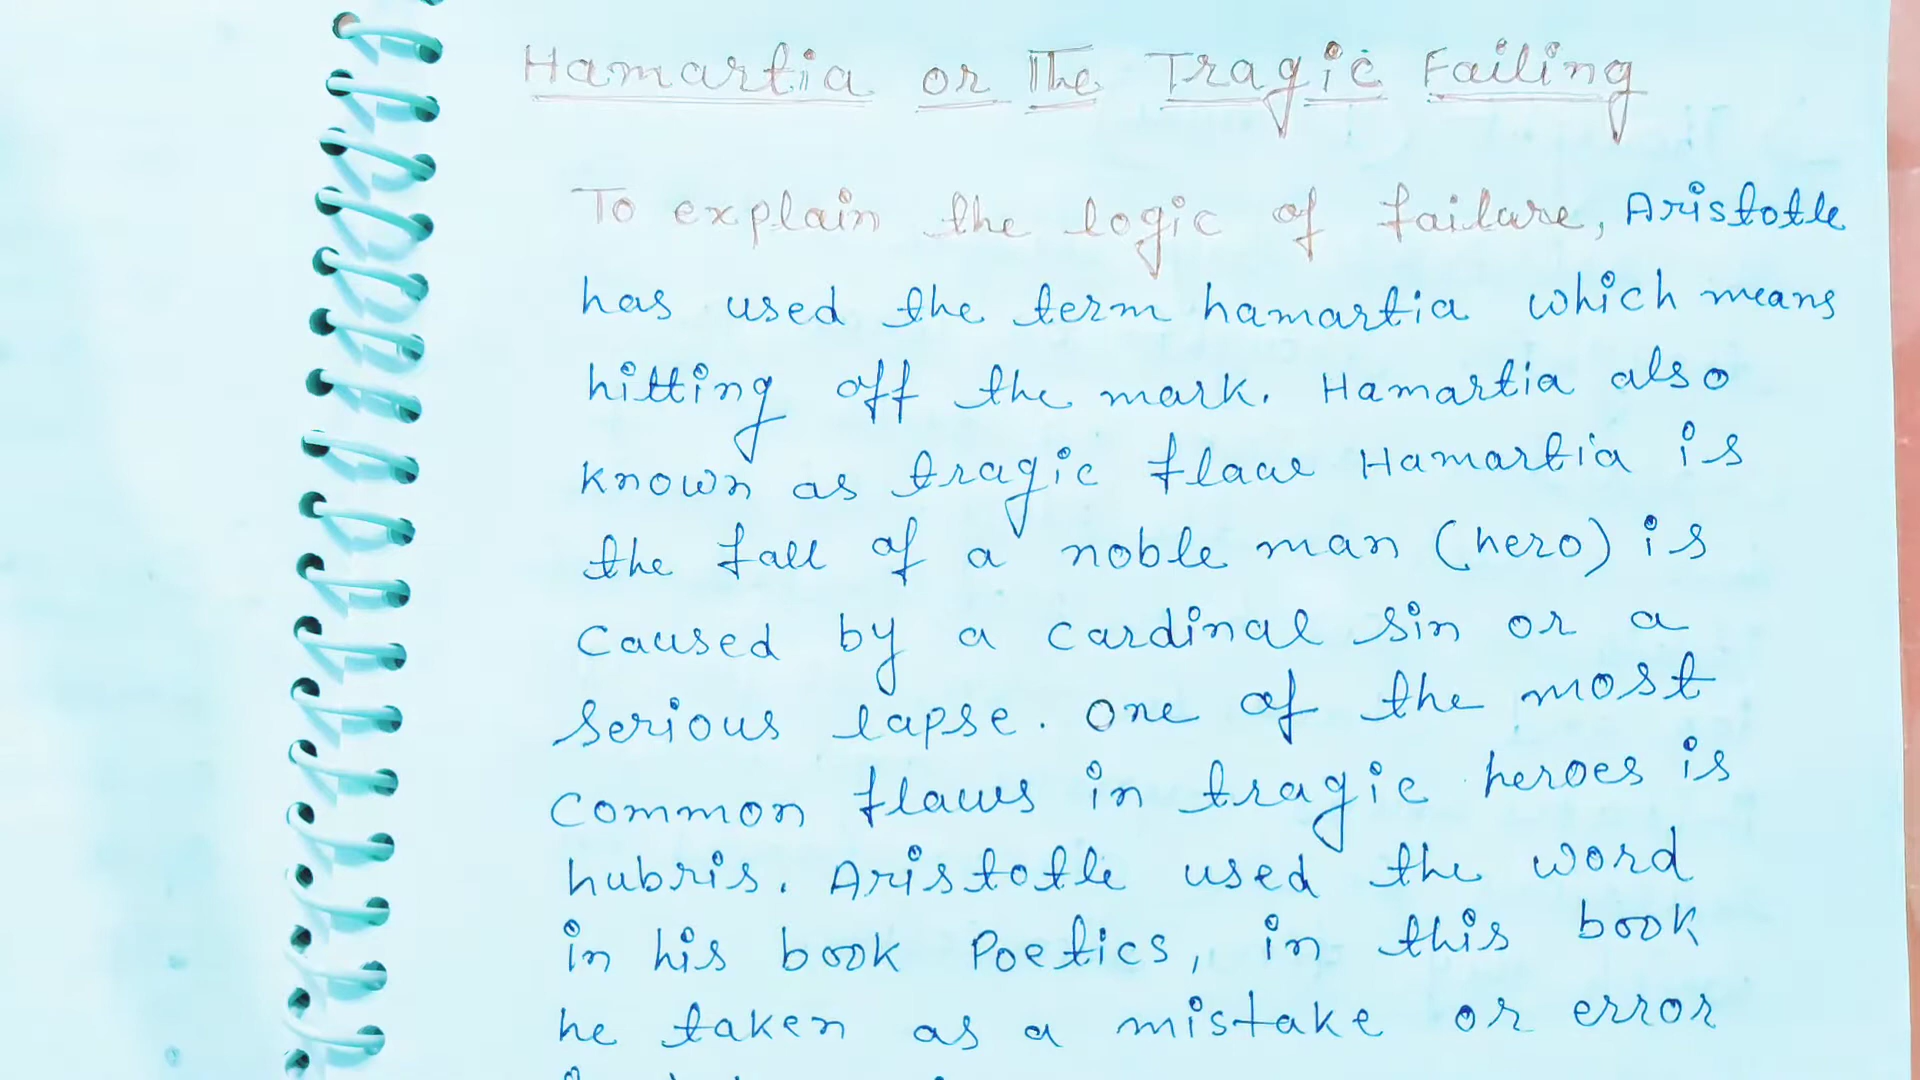 Hamartia or The Tragic Failing
To explain the logic of failure, Aristotle
has used the term hamartia which means
hitting off the mark. Hamartia also
known as tragic flaw Hamartia is
the fall of a noble man (hero) is
caused by a cardinal sin or a
serious lapse. One of the most
common flaws in tragic heroes is
hubris. Aristotle used the word
in his book Poetics, in this book
he taken as a mistake or error